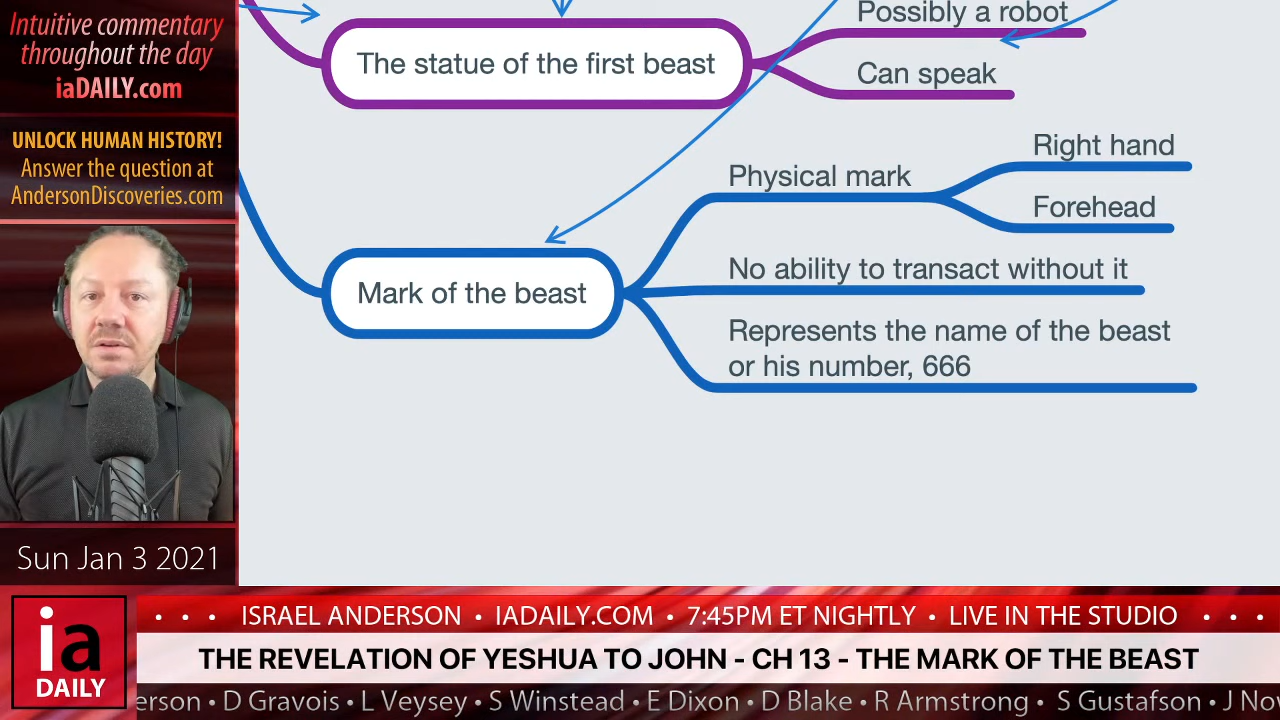 Intuitive commentary
throughout the day
iaDAILY.com
UNLOCK HUMAN HISTORY!
Answer the question at
AndersonDiscoveries.com
Sun Jan 3 2021
Possibly a robot
The statue of the first beast
Can speak
Right hand
Physical mark
Forehead
No ability to transact without it
Mark of the beast
Represents the name of the beast
or his number, 666
ia
DAILY
• • • ISRAEL ANDERSON • IADAILY.COM • 7:45PM ET NIGHTLY • LIVE IN THE STUDIO • • •
THE REVELATION OF YESHUA TO JOHN - CH 13 - THE MARK OF THE BEAST
erson • D Gravois • L Veysey • S Winstead • E Dixon • D Blake • R Armstrong • S Gustafson • J Nov